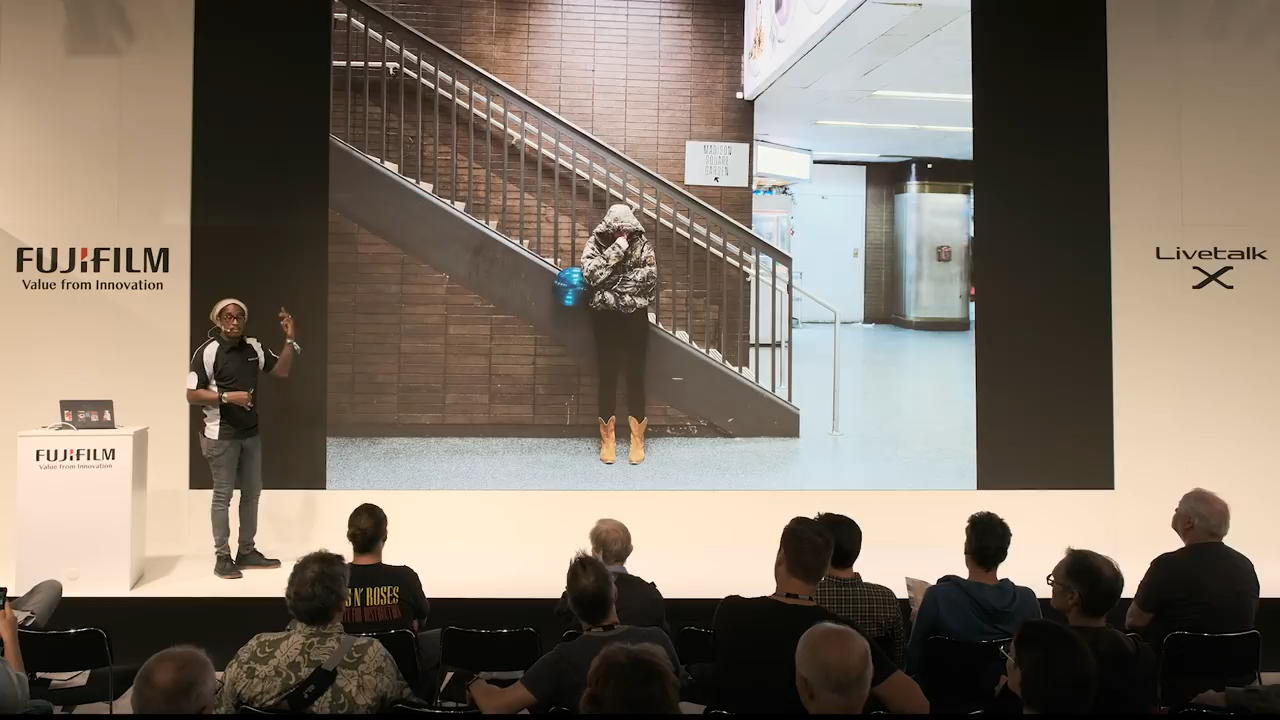 FUJIFILM
Value from Innovation
MADISON
SQUARE
GARDEN
Livetalk
X
FUJIFILM
Value from Innovation
N' ROSES